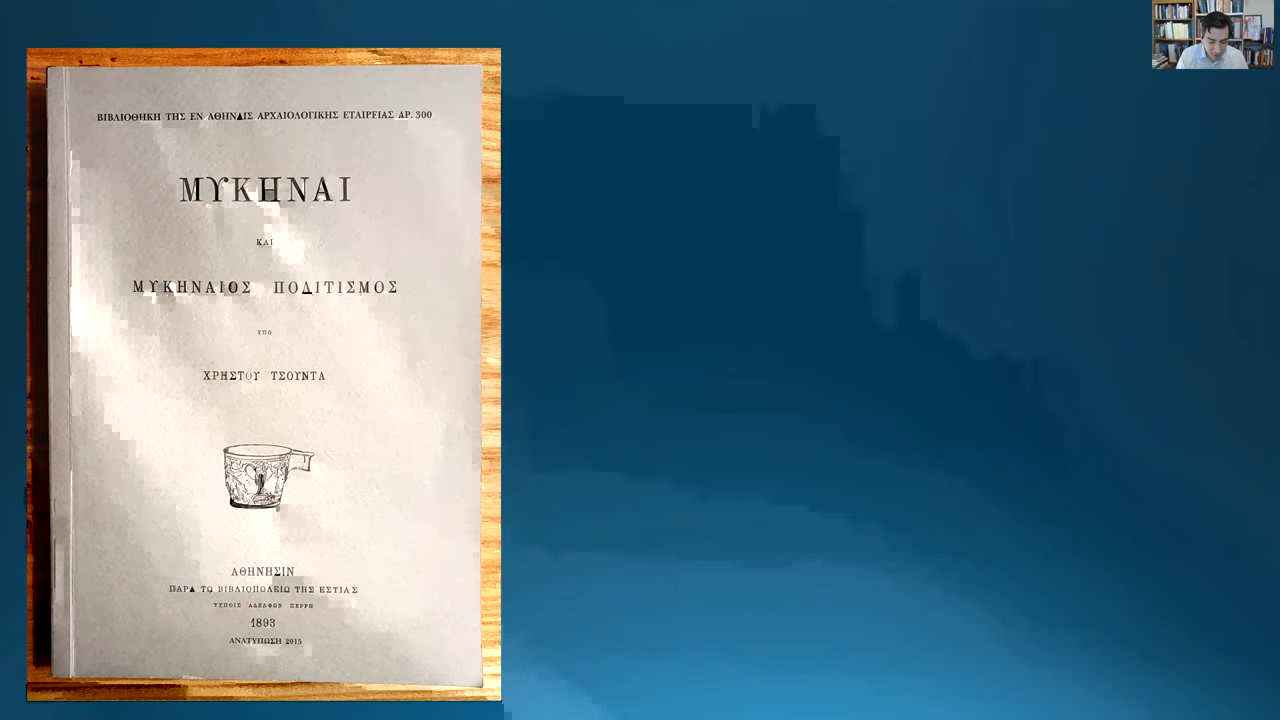 ΒΙΒΛΙΟΘΗΚΗ ΤΗΣ ΕΝ ΑΘΗΝΑΙΣ ΑΡΧΑΙΟΛΟΓΙΚΗΣ ΕΤΑΙΡΕΙΑΣ ΑΡ. 300
ΜΥΚΗΝΑΙ
ΚΑΙ
ΜΥΚΗΝΑΙΟΣ ΠΟΛΙΤΙΣΜΟΣ
ΥΠΟ
ΧΡΗΣΤΟΥ ΤΣΟΥΝΤΑ
ΑΘΗΝΗΣΙΝ
ΠΑΡΑ ΤΩ ΒΙΒΛΙΟΠΩΛΕΙΩ ΤΗΣ ΕΣΤΙΑΣ
ΤΥΠΟΙΣ ΑΔΕΛΦΩΝ ΠΕΡΡΗ
1893
ΑΝΑΤΥΠΩΣΗ 2015